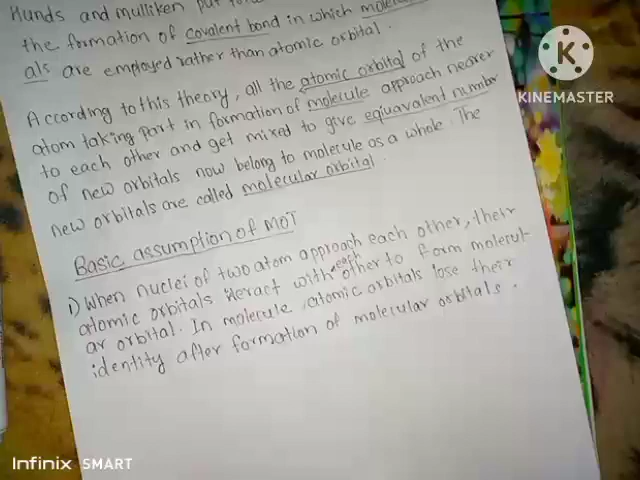 Hunds and mulliken put
the formation of covalent bond in which
als are employed rather than atomic orbital.
According to this theory, all the atomic orbital of the
atom taking part in formation of molecule approach nearer
to each other and get mixed to give equiavalent numbr
of new orbitals now belong to molecule as a whole. The
new orbitals are called molecular orbital.
Basic assumption of MOT
1) When nuclei of two atom approach each other, their
atomic orbitals iteract with each other to form molecul-
ar orbital. In molecule, atomic orbitals lose their
identity after formation of molecular orbitals.
KINEMASTER
Infinix SMART